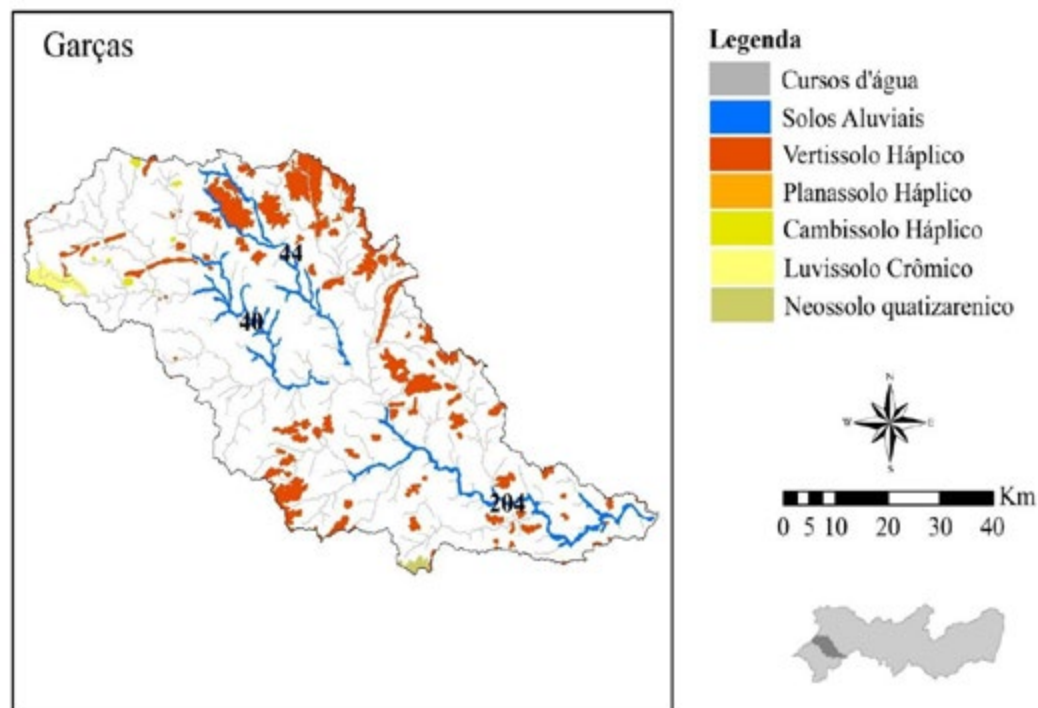 Garças
44
40
204
Legenda
Cursos d'água
Solos Aluviais
Vertissolo Háplico
Planassolo Háplico
Cambissolo Háplico
Luvissolo Crômico
Neossolo quatizarenico
N
W E
S
Km
0 5 10 20 30 40